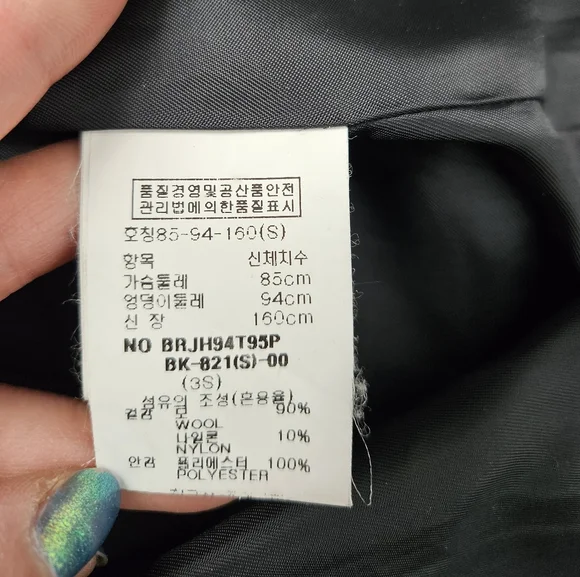 품질경영및공산품안전
관리법에의한품질표시
호칭85-94-160(S)
항목 신체치수
가슴둘레 85cm
엉덩이둘레 94cm
신 장 160cm
NO BRJH94T95P
BK-821(S)-00
(3S)
섬유의 조성(혼용율)
겉감 모 90%
WOOL
나일론 10%
NYLON
안감 폴리에스터 100%
POLYESTER